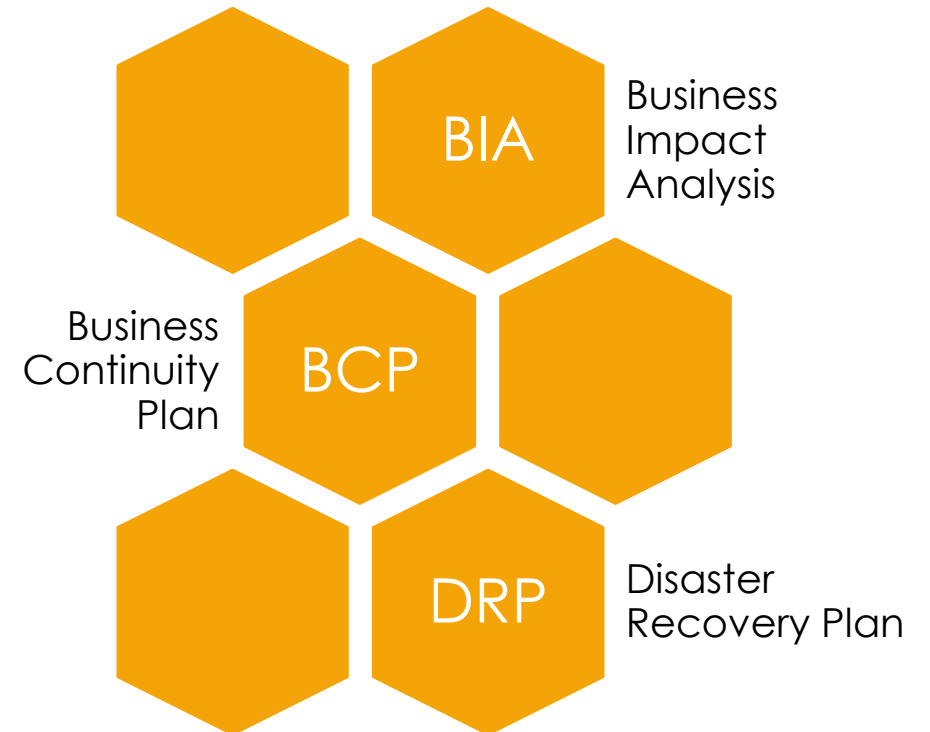 BIA
Business
Impact
Analysis
Business
Continuity
Plan
BCP
DRP
Disaster
Recovery Plan